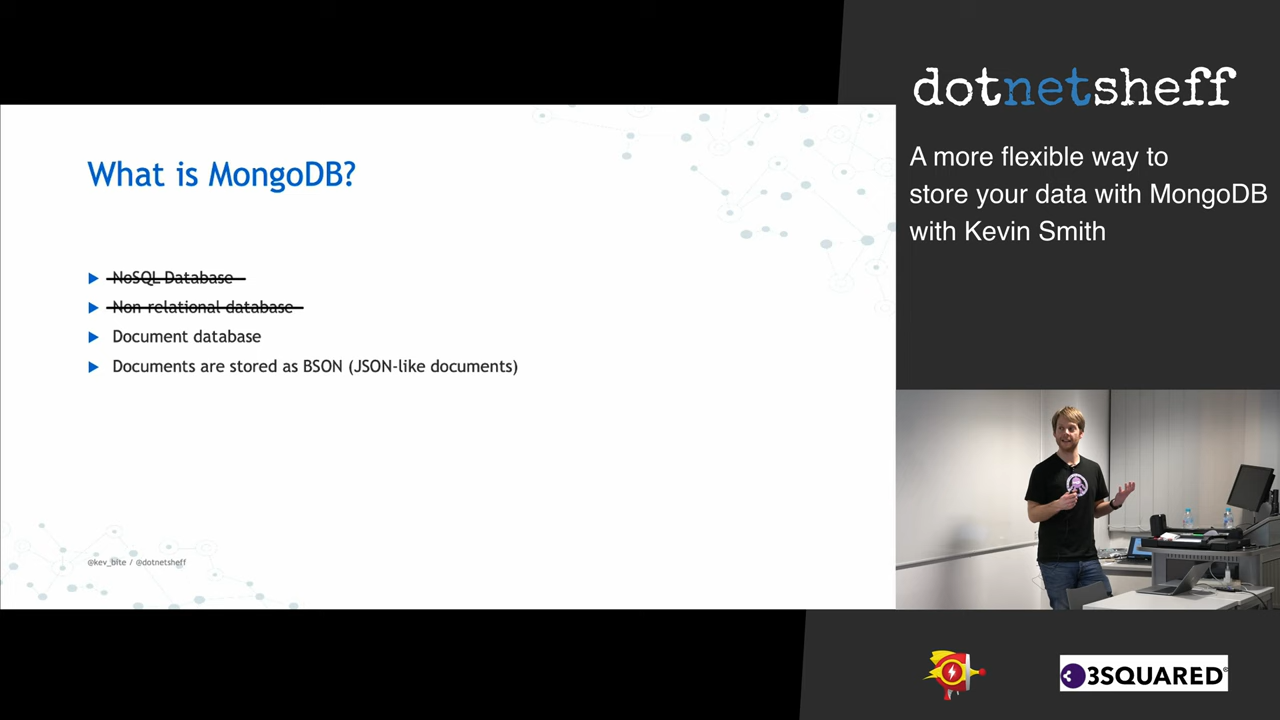 What is MongoDB?
NoSQL Database
Non-relational database
Document database
Documents are stored as BSON (JSON-like documents)
@kev_bite / @dotnetsheff
dotnetsheff
A more flexible way to
store your data with MongoDB
with Kevin Smith
3SQUARED